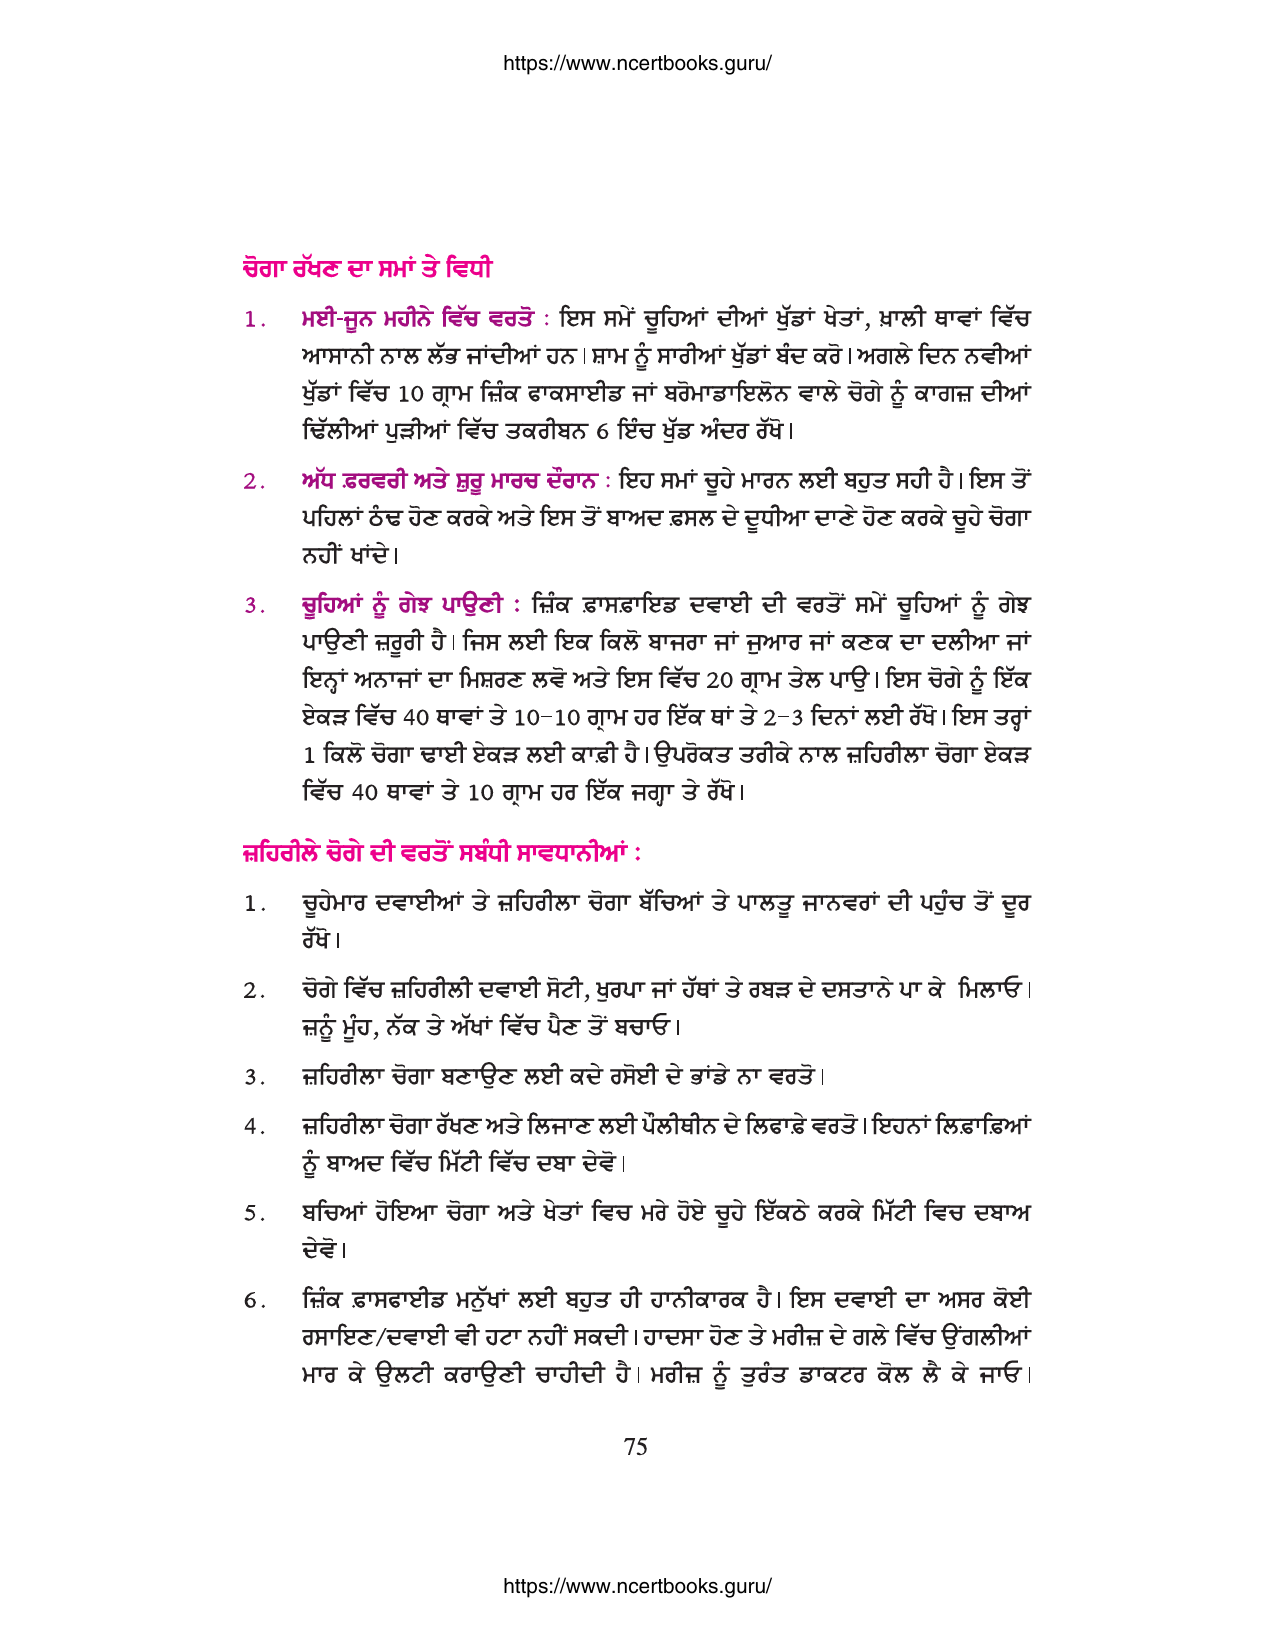 https://www.ncertbooks.guru/
ਚੋਗਾ ਰੱਖਣ ਦਾ ਸਮਾਂ ਤੇ ਵਿਧੀ
1. ਮਈ-ਜੂਨ ਮਹੀਨੇ ਵਿੱਚ ਵਰਤੋ : ਇਸ ਸਮੇਂ ਚੂਹਿਆਂ ਦੀਆਂ ਖੁੱਡਾਂ ਖੇਤਾਂ, ਖ਼ਾਲੀ ਥਾਵਾਂ ਵਿੱਚ
ਆਸਾਨੀ ਨਾਲ ਲੱਭ ਜਾਂਦੀਆਂ ਹਨ। ਸ਼ਾਮ ਨੂੰ ਸਾਰੀਆਂ ਖੁੱਡਾਂ ਬੰਦ ਕਰੋ। ਅਗਲੇ ਦਿਨ ਨਵੀਆਂ
ਖੁੱਡਾਂ ਵਿੱਚ 10 ਗ੍ਰਾਮ ਜ਼ਿੰਕ ਫਾਕਸਾਈਡ ਜਾਂ ਬਰੋਮਾਡਾਇਲੋਨ ਵਾਲੇ ਚੋਗੇ ਨੂੰ ਕਾਗਜ਼ ਦੀਆਂ
ਢਿੱਲੀਆਂ ਪੁੜੀਆਂ ਵਿੱਚ ਤਕਰੀਬਨ 6 ਇੰਚ ਖੁੱਡ ਅੰਦਰ ਰੱਖੋ।
2. ਅੱਧ ਫ਼ਰਵਰੀ ਅਤੇ ਸ਼ੁਰੂ ਮਾਰਚ ਦੌਰਾਨ : ਇਹ ਸਮਾਂ ਚੂਹੇ ਮਾਰਨ ਲਈ ਬਹੁਤ ਸਹੀ ਹੈ। ਇਸ ਤੋਂ
ਪਹਿਲਾਂ ਠੰਢ ਹੋਣ ਕਰਕੇ ਅਤੇ ਇਸ ਤੋਂ ਬਾਅਦ ਫ਼ਸਲ ਦੇ ਦੂਧੀਆ ਦਾਣੇ ਹੋਣ ਕਰਕੇ ਚੂਹੇ ਚੋਗਾ
ਨਹੀਂ ਖਾਂਦੇ।
3. ਚੂਹਿਆਂ ਨੂੰ ਗੇਝ ਪਾਉਣੀ : ਜ਼ਿੰਕ ਫ਼ਾਸਫ਼ਾਇਡ ਦਵਾਈ ਦੀ ਵਰਤੋਂ ਸਮੇਂ ਚੂਹਿਆਂ ਨੂੰ ਗੇਝ
ਪਾਉਣੀ ਜ਼ਰੂਰੀ ਹੈ। ਜਿਸ ਲਈ ਇਕ ਕਿਲੋ ਬਾਜਰਾ ਜਾਂ ਜੁਆਰ ਜਾਂ ਕਣਕ ਦਾ ਦਲੀਆ ਜਾਂ
ਇਨ੍ਹਾਂ ਅਨਾਜਾਂ ਦਾ ਮਿਸ਼ਰਣ ਲਵੋ ਅਤੇ ਇਸ ਵਿੱਚ 20 ਗ੍ਰਾਮ ਤੇਲ ਪਾਉ। ਇਸ ਚੋਗੇ ਨੂੰ ਇੱਕ
ਏਕੜ ਵਿੱਚ 40 ਥਾਵਾਂ ਤੇ 10-10 ਗ੍ਰਾਮ ਹਰ ਇੱਕ ਥਾਂ ਤੇ 2-3 ਦਿਨਾਂ ਲਈ ਰੱਖੋ। ਇਸ ਤਰ੍ਹਾਂ
1 ਕਿਲੋ ਚੋਗਾ ਢਾਈ ਏਕੜ ਲਈ ਕਾਫ਼ੀ ਹੈ। ਉਪਰੋਕਤ ਤਰੀਕੇ ਨਾਲ ਜ਼ਹਿਰੀਲਾ ਚੋਗਾ ਏਕੜ
ਵਿੱਚ 40 ਥਾਵਾਂ ਤੇ 10 ਗ੍ਰਾਮ ਹਰ ਇੱਕ ਜਗ੍ਹਾ ਤੇ ਰੱਖੋ।
ਜ਼ਹਿਰੀਲੇ ਚੋਗੇ ਦੀ ਵਰਤੋਂ ਸਬੰਧੀ ਸਾਵਧਾਨੀਆਂ :
1. ਚੂਹੇਮਾਰ ਦਵਾਈਆਂ ਤੇ ਜ਼ਹਿਰੀਲਾ ਚੋਗਾ ਬੱਚਿਆਂ ਤੇ ਪਾਲਤੂ ਜਾਨਵਰਾਂ ਦੀ ਪਹੁੰਚ ਤੋਂ ਦੂਰ
ਰੱਖੋ।
2. ਚੋਗੇ ਵਿੱਚ ਜ਼ਹਿਰੀਲੀ ਦਵਾਈ ਸੋਟੀ, ਖੁਰਪਾ ਜਾਂ ਹੱਥਾਂ ਤੇ ਰਬੜ ਦੇ ਦਸਤਾਨੇ ਪਾ ਕੇ ਮਿਲਾਓ।
ਜ਼ਨੂੰ ਮੂੰਹ, ਨੱਕ ਤੇ ਅੱਖਾਂ ਵਿੱਚ ਪੈਣ ਤੋਂ ਬਚਾਓ।
3. ਜ਼ਹਿਰੀਲਾ ਚੋਗਾ ਬਣਾਉਣ ਲਈ ਕਦੇ ਰਸੋਈ ਦੇ ਭਾਂਡੇ ਨਾ ਵਰਤੋ।
4. ਜ਼ਹਿਰੀਲਾ ਚੋਗਾ ਰੱਖਣ ਅਤੇ ਲਿਜਾਣ ਲਈ ਪੌਲੀਥੀਨ ਦੇ ਲਿਫਾਫ਼ੇ ਵਰਤੋ। ਇਹਨਾਂ ਲਿਫ਼ਾਫ਼ਿਆਂ
ਨੂੰ ਬਾਅਦ ਵਿੱਚ ਮਿੱਟੀ ਵਿੱਚ ਦਬਾ ਦੇਵੋ।
5. ਬਚਿਆਂ ਹੋਇਆ ਚੋਗਾ ਅਤੇ ਖੇਤਾਂ ਵਿਚ ਮਰੇ ਹੋਏ ਚੂਹੇ ਇੱਕਠੇ ਕਰਕੇ ਮਿੱਟੀ ਵਿਚ ਦਬਾਅ
ਦੇਵੋ।
6. ਜ਼ਿੰਕ ਫ਼ਾਸਫਾਈਡ ਮਨੁੱਖਾਂ ਲਈ ਬਹੁਤ ਹੀ ਹਾਨੀਕਾਰਕ ਹੈ। ਇਸ ਦਵਾਈ ਦਾ ਅਸਰ ਕੋਈ
ਰਸਾਇਣ/ਦਵਾਈ ਵੀ ਹਟਾ ਨਹੀਂ ਸਕਦੀ। ਹਾਦਸਾ ਹੋਣ ਤੇ ਮਰੀਜ਼ ਦੇ ਗਲੇ ਵਿੱਚ ਉਂਗਲੀਆਂ
ਮਾਰ ਕੇ ਉਲਟੀ ਕਰਾਉਣੀ ਚਾਹੀਦੀ ਹੈ। ਮਰੀਜ਼ ਨੂੰ ਤੁਰੰਤ ਡਾਕਟਰ ਕੋਲ ਲੈ ਕੇ ਜਾਓ।
75
https://www.ncertbooks.guru/